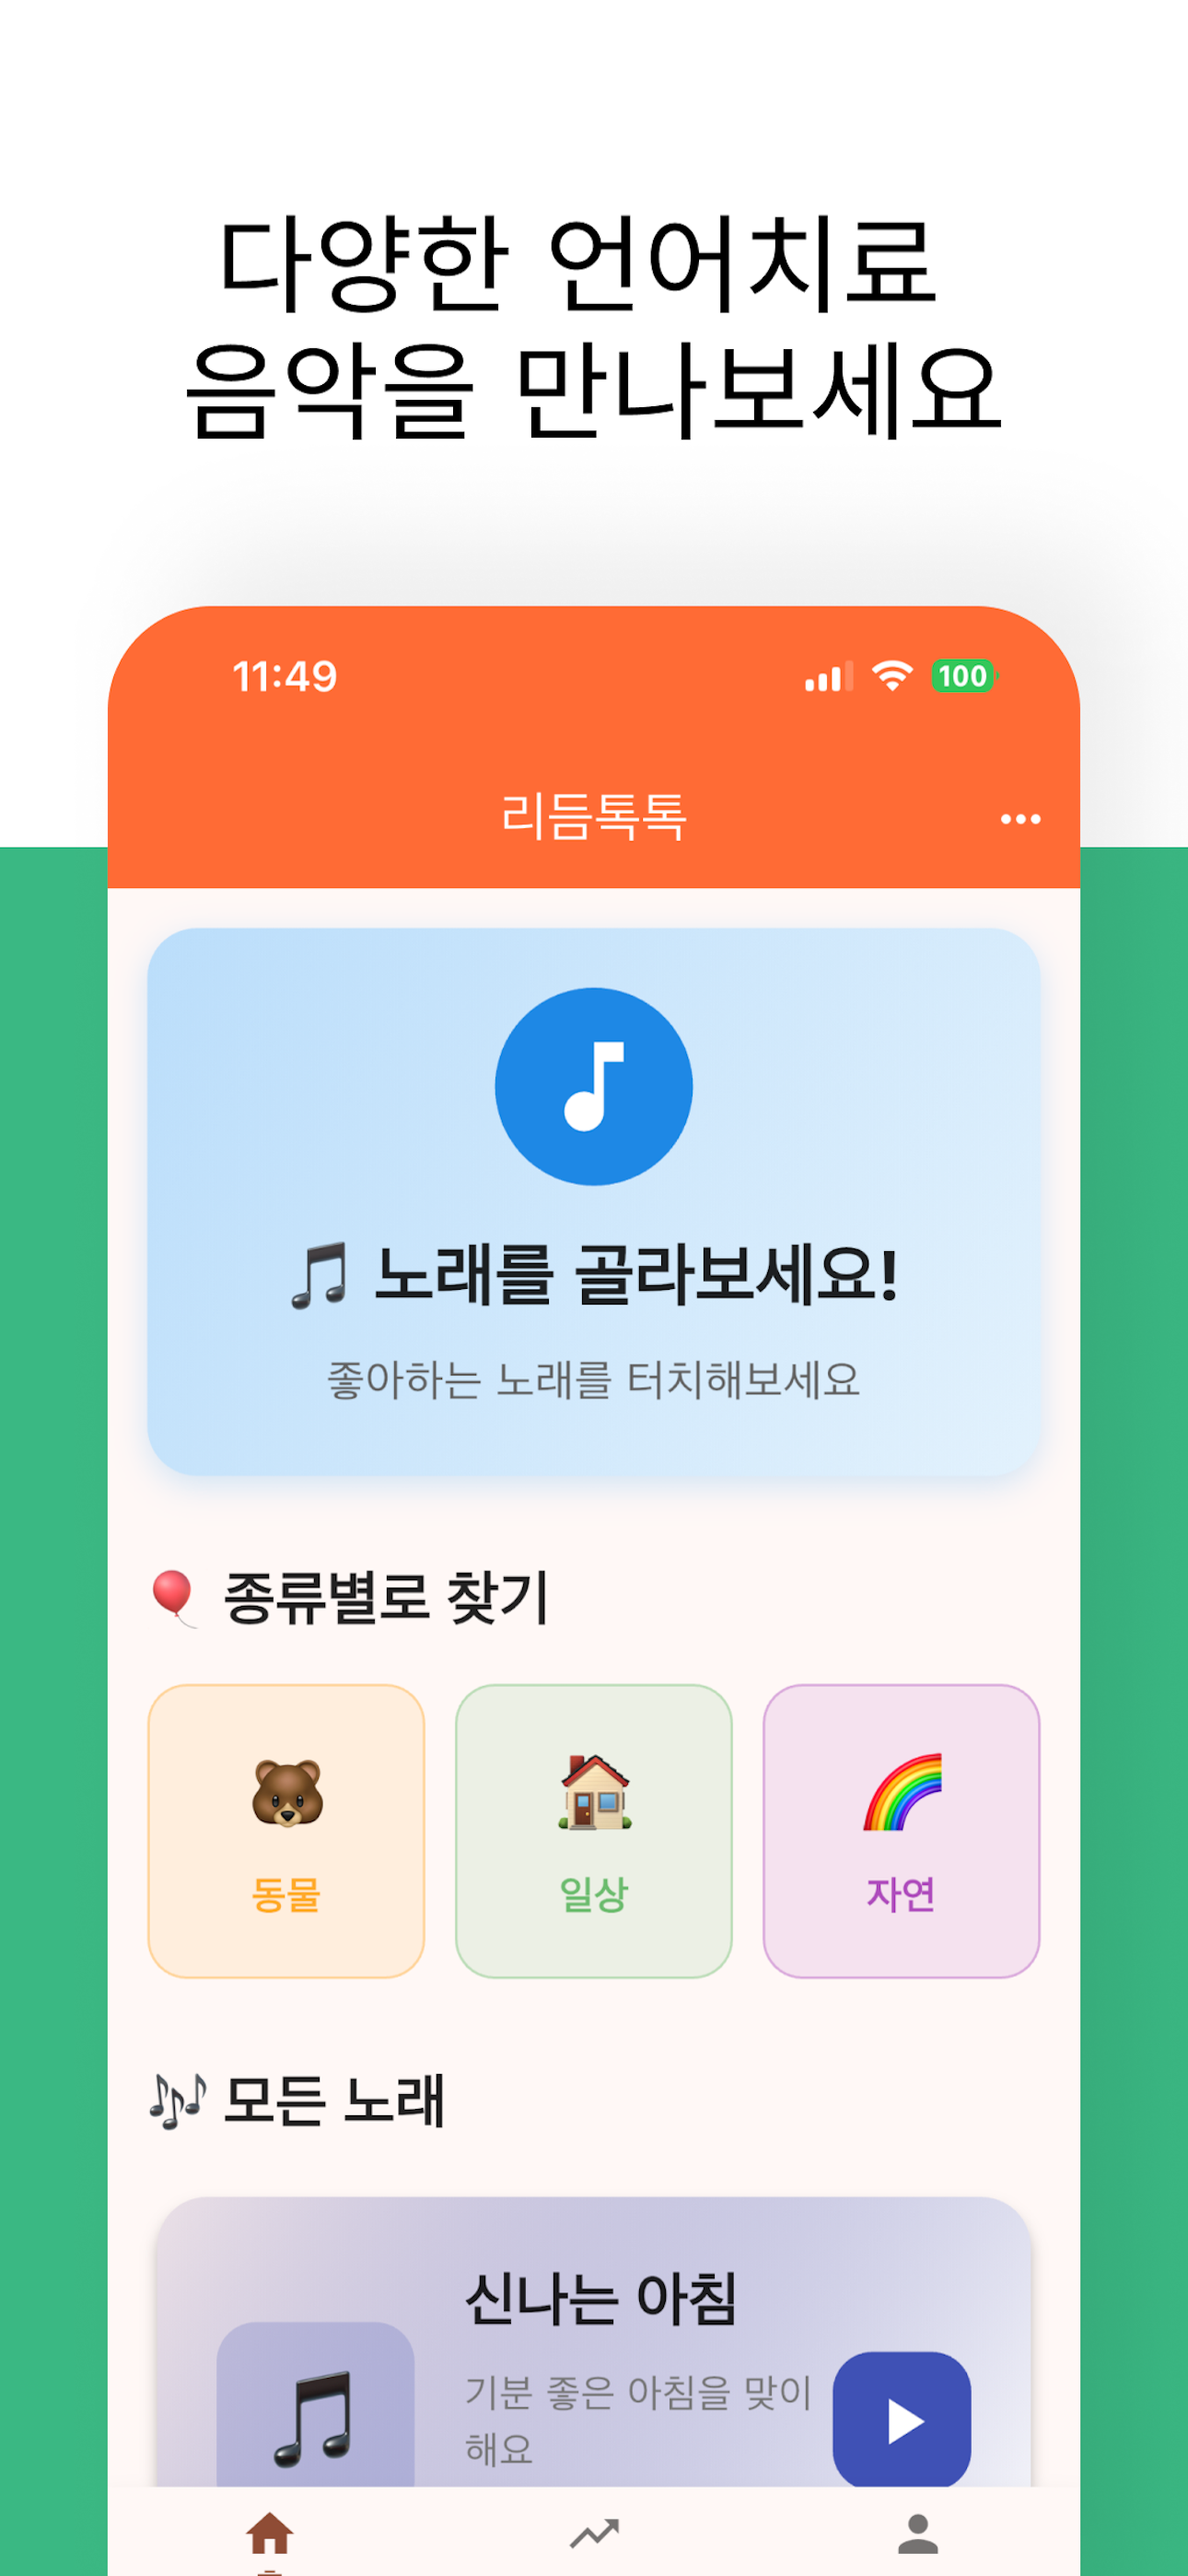 다양한 언어치료
음악을 만나보세요
11:49
100
리듬톡톡
노래를 골라보세요!
좋아하는 노래를 터치해보세요
종류별로 찾기
동물
일상
자연
모든 노래
신나는 아침
기분 좋은 아침을 맞이
해요